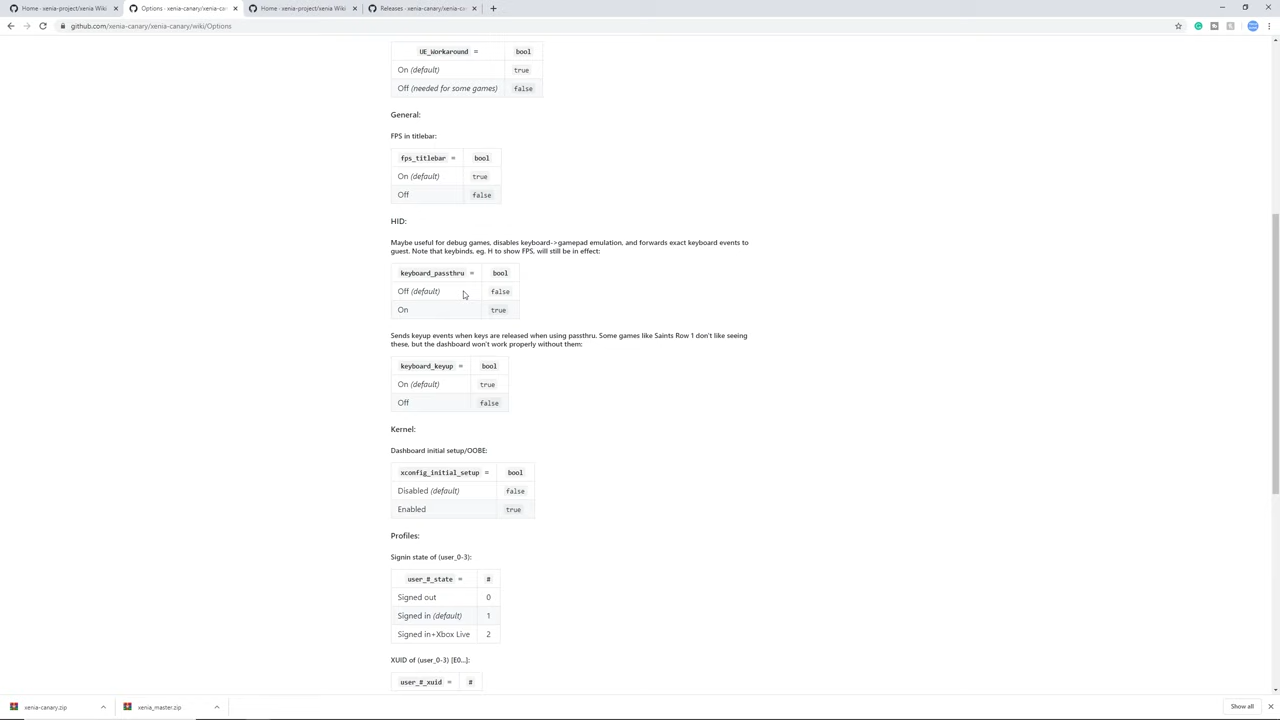 Home · xenia-project/xenia Wiki
Options · xenia-canary/xenia-ca
Home · xenia-project/xenia Wiki
Releases · xenia-canary/xenia-ca
github.com/xenia-canary/xenia-canary/wiki/Options
UE_Workaround = bool
On (default) true
Off (needed for some games) false
General:
FPS in titlebar:
fps_titlebar = bool
On (default) true
Off false
HID:
Maybe useful for debug games, disables keyboard->gamepad emulation, and forwards exact keyboard events to
guest. Note that keybinds, eg. H to show FPS, will still be in effect:
keyboard_passthru = bool
Off (default) false
On true
Sends keyup events when keys are released when using passthru. Some games like Saints Row 1 don't like seeing
these, but the dashboard won't work properly without them:
keyboard_keyup = bool
On (default) true
Off false
Kernel:
Dashboard initial setup/OOBE:
xconfig_initial_setup = bool
Disabled (default) false
Enabled true
Profiles:
Signin state of (user_0-3):
user_#_state = #
Signed out 0
Signed in (default) 1
Signed in+Xbox Live 2
XUID of (user_0-3) [E0...]:
user_#_xuid = #
xenia-canary.zip
xenia_master.zip
Show all